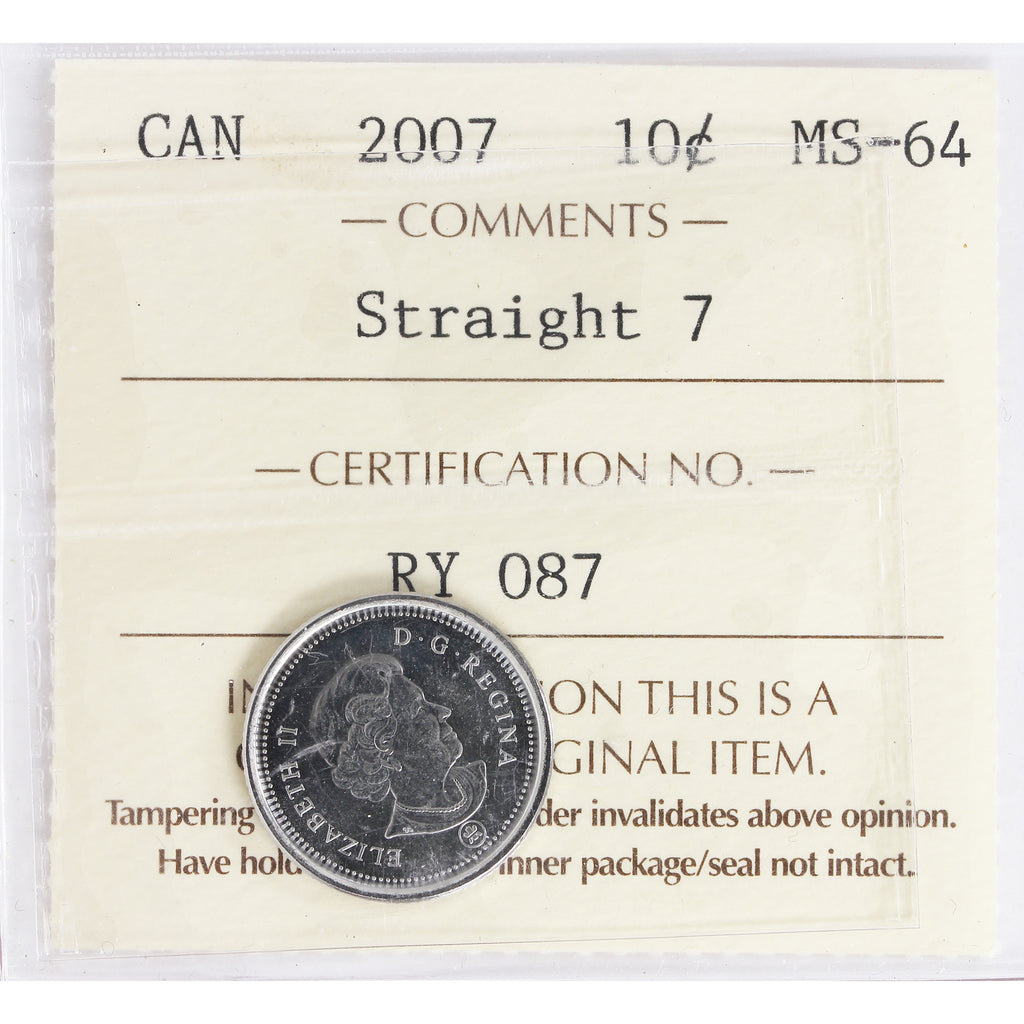 CAN 2007 10¢ MS-64
— COMMENTS —
Straight 7
— CERTIFICATION NO. —
RY 087
ON THIS IS A
GINAL ITEM.
Tampering der invalidates above opinion.
Have hold nner package/seal not intact.
ELIZABETH II D·G·REGINA